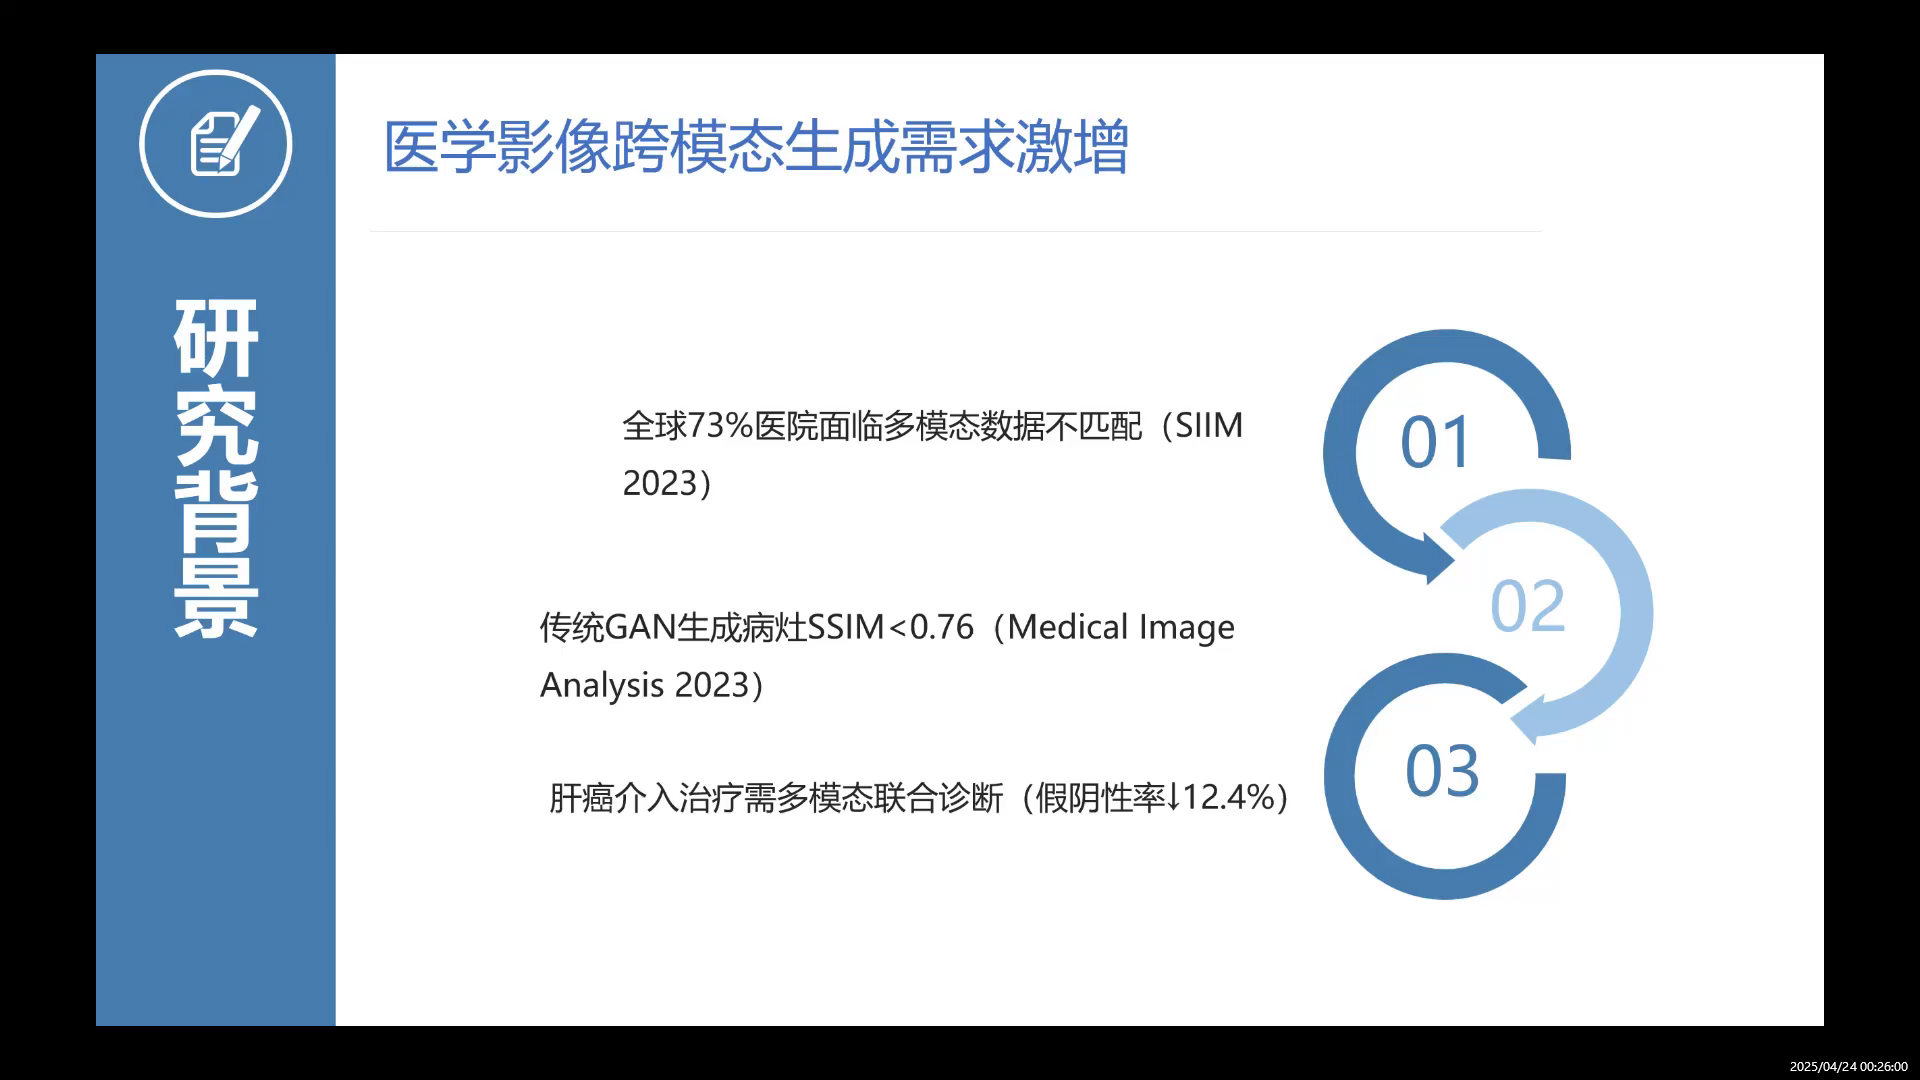 研究背景
医学影像跨模态生成需求激增
全球73%医院面临多模态数据不匹配（SIIM
2023）
01
传统GAN生成病灶SSIM<0.76（Medical Image
Analysis 2023）
02
肝癌介入治疗需多模态联合诊断（假阴性率↓12.4%）
03
2025/04/24 00:26:00